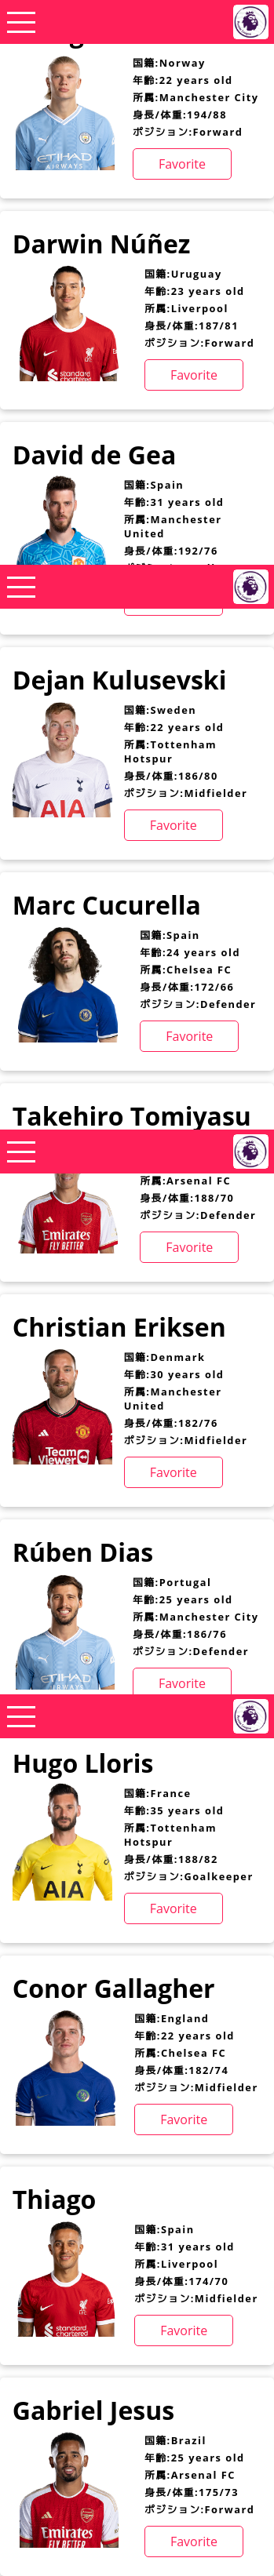 国籍:Norway
年齢:22 years old
所属:Manchester City
身長/体重:194/88
ポジション:Forward
Favorite
Darwin Núñez
国籍:Uruguay
年齢:23 years old
所属:Liverpool
身長/体重:187/81
ポジション:Forward
Favorite
David de Gea
国籍:Spain
年齢:31 years old
所属:Manchester
United
身長/体重:192/76
Dejan Kulusevski
国籍:Sweden
年齢:22 years old
所属:Tottenham
Hotspur
身長/体重:186/80
ポジション:Midfielder
Favorite
Marc Cucurella
国籍:Spain
年齢:24 years old
所属:Chelsea FC
身長/体重:172/66
ポジション:Defender
Favorite
Takehiro Tomiyasu
所属:Arsenal FC
身長/体重:188/70
ポジション:Defender
Favorite
Christian Eriksen
国籍:Denmark
年齢:30 years old
所属:Manchester
United
身長/体重:182/76
ポジション:Midfielder
Favorite
Rúben Dias
国籍:Portugal
年齢:25 years old
所属:Manchester City
身長/体重:186/76
ポジション:Defender
Favorite
Hugo Lloris
国籍:France
年齢:35 years old
所属:Tottenham
Hotspur
身長/体重:188/82
ポジション:Goalkeeper
Favorite
Conor Gallagher
国籍:England
年齢:22 years old
所属:Chelsea FC
身長/体重:182/74
ポジション:Midfielder
Favorite
Thiago
国籍:Spain
年齢:31 years old
所属:Liverpool
身長/体重:174/70
ポジション:Midfielder
Favorite
Gabriel Jesus
国籍:Brazil
年齢:25 years old
所属:Arsenal FC
身長/体重:175/73
ポジション:Forward
Favorite